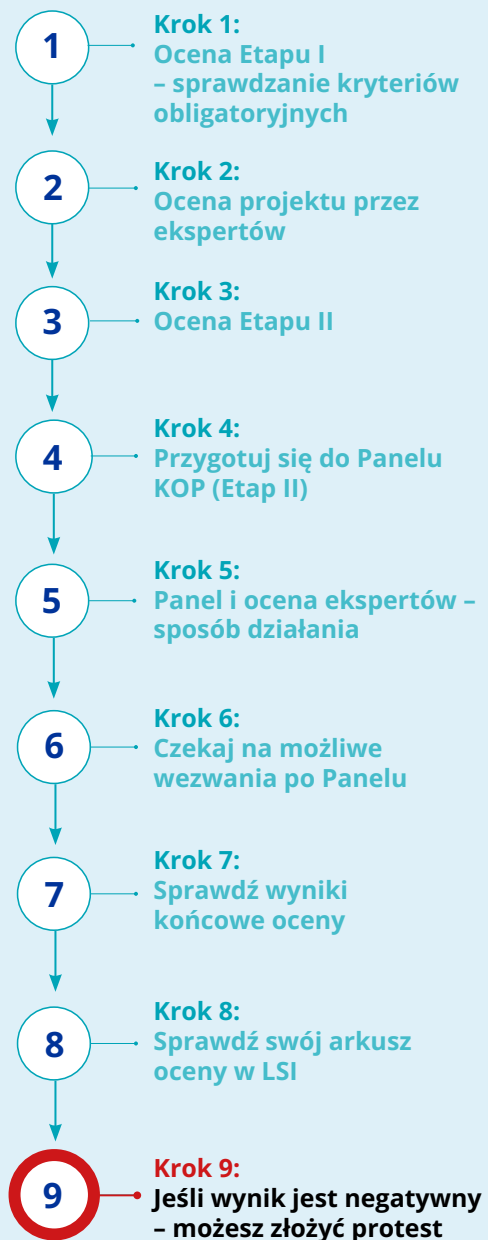 1
Krok 1:
Ocena Etapu I
– sprawdzanie kryteriów
obligatoryjnych
2
Krok 2:
Ocena projektu przez
ekspertów
3
Krok 3:
Ocena Etapu II
4
Krok 4:
Przygotuj się do Panelu
KOP (Etap II)
5
Krok 5:
Panel i ocena ekspertów –
sposób działania
6
Krok 6:
Czekaj na możliwe
wezwania po Panelu
7
Krok 7:
Sprawdź wyniki
końcowe oceny
8
Krok 8:
Sprawdź swój arkusz
oceny w LSI
9
Krok 9:
Jeśli wynik jest negatywny
– możesz złożyć protest